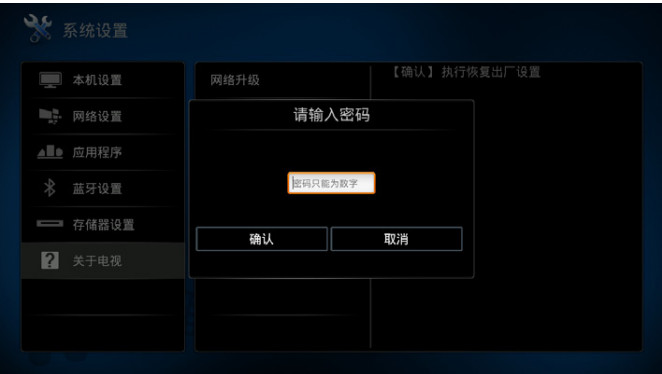 系统设置
本机设置
网络设置
应用程序
蓝牙设置
存储器设置
关于电视
网络升级
【确认】执行恢复出厂设置
请输入密码
密码只能为数字
确认
取消